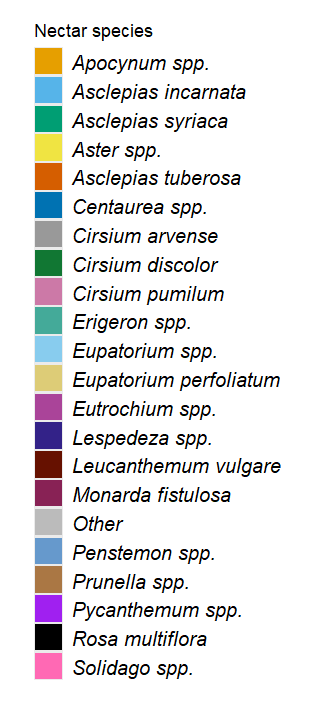 Nectar species
Apocynum spp.
Asclepias incarnata
Asclepias syriaca
Aster spp.
Asclepias tuberosa
Centaurea spp.
Cirsium arvense
Cirsium discolor
Cirsium pumilum
Erigeron spp.
Eupatorium spp.
Eupatorium perfoliatum
Eutrochium spp.
Lespedeza spp.
Leucanthemum vulgare
Monarda fistulosa
Other
Penstemon spp.
Prunella spp.
Pycanthemum spp.
Rosa multiflora
Solidago spp.